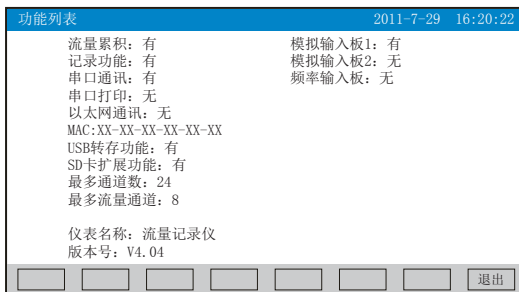 功能列表 2011-7-29 16:20:22
流量累积：有
记录功能：有
串口通讯：有
串口打印：无
以太网通讯：无
MAC:XX-XX-XX-XX-XX-XX
USB转存功能：有
SD卡扩展功能：有
最多通道数：24
最多流量通道：8
仪表名称：流量记录仪
版本号：V4.04
模拟输入板1：有
模拟输入板2：无
频率输入板：无
退出